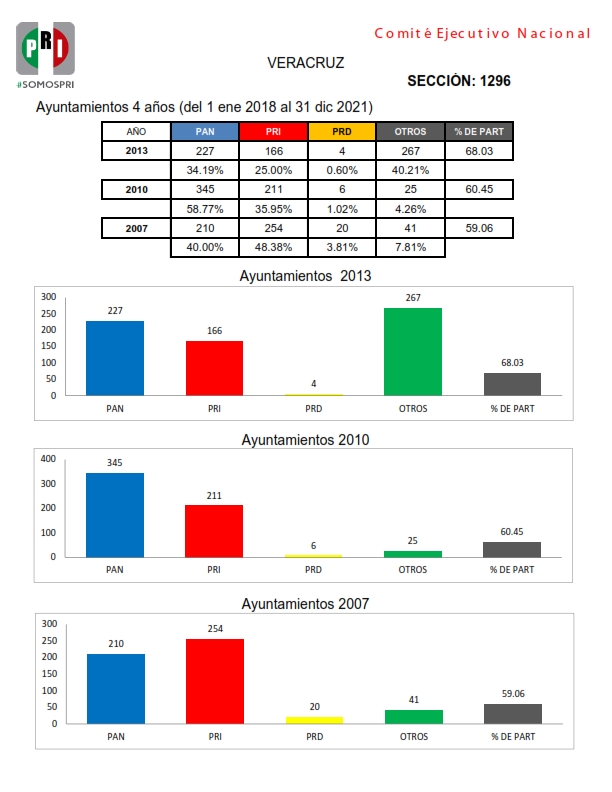 Comité Ejecutivo Nacional
PRI
#SOMOSPRI
VERACRUZ
SECCIÓN: 1296
Ayuntamientos 4 años (del 1 ene 2018 al 31 dic 2021)
AÑO PAN PRI PRD OTROS % DE PART
2013 227 166 4 267 68.03
34.19% 25.00% 0.60% 40.21%
2010 345 211 6 25 60.45
58.77% 35.95% 1.02% 4.26%
2007 210 254 20 41 59.06
40.00% 48.38% 3.81% 7.81%
Ayuntamientos 2013
300
250
200
150
100
50
0
227 166 4 267 68.03
PAN PRI PRD OTROS % DE PART
Ayuntamientos 2010
400
300
200
100
0
345 211 6 25 60.45
PAN PRI PRD OTROS % DE PART
Ayuntamientos 2007
300
250
200
150
100
50
0
210 254 20 41 59.06
PAN PRI PRD OTROS % DE PART